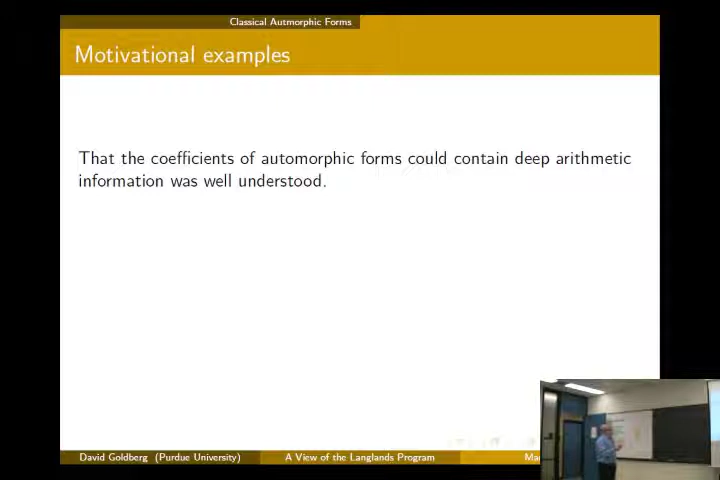 Classical Autmorphic Forms
Motivational examples
That the coefficients of automorphic forms could contain deep arithmetic
information was well understood.
David Goldberg (Purdue University) A View of the Langlands Program